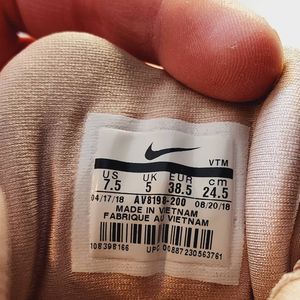 VTM
US UK EUR cm
7.5 5 38.5 24.5
04/17/18 AV8198-200 08/20/18
MADE IN VIETNAM
FABRIQUE AU VIETNAM
108398166 UPC 00887230563761